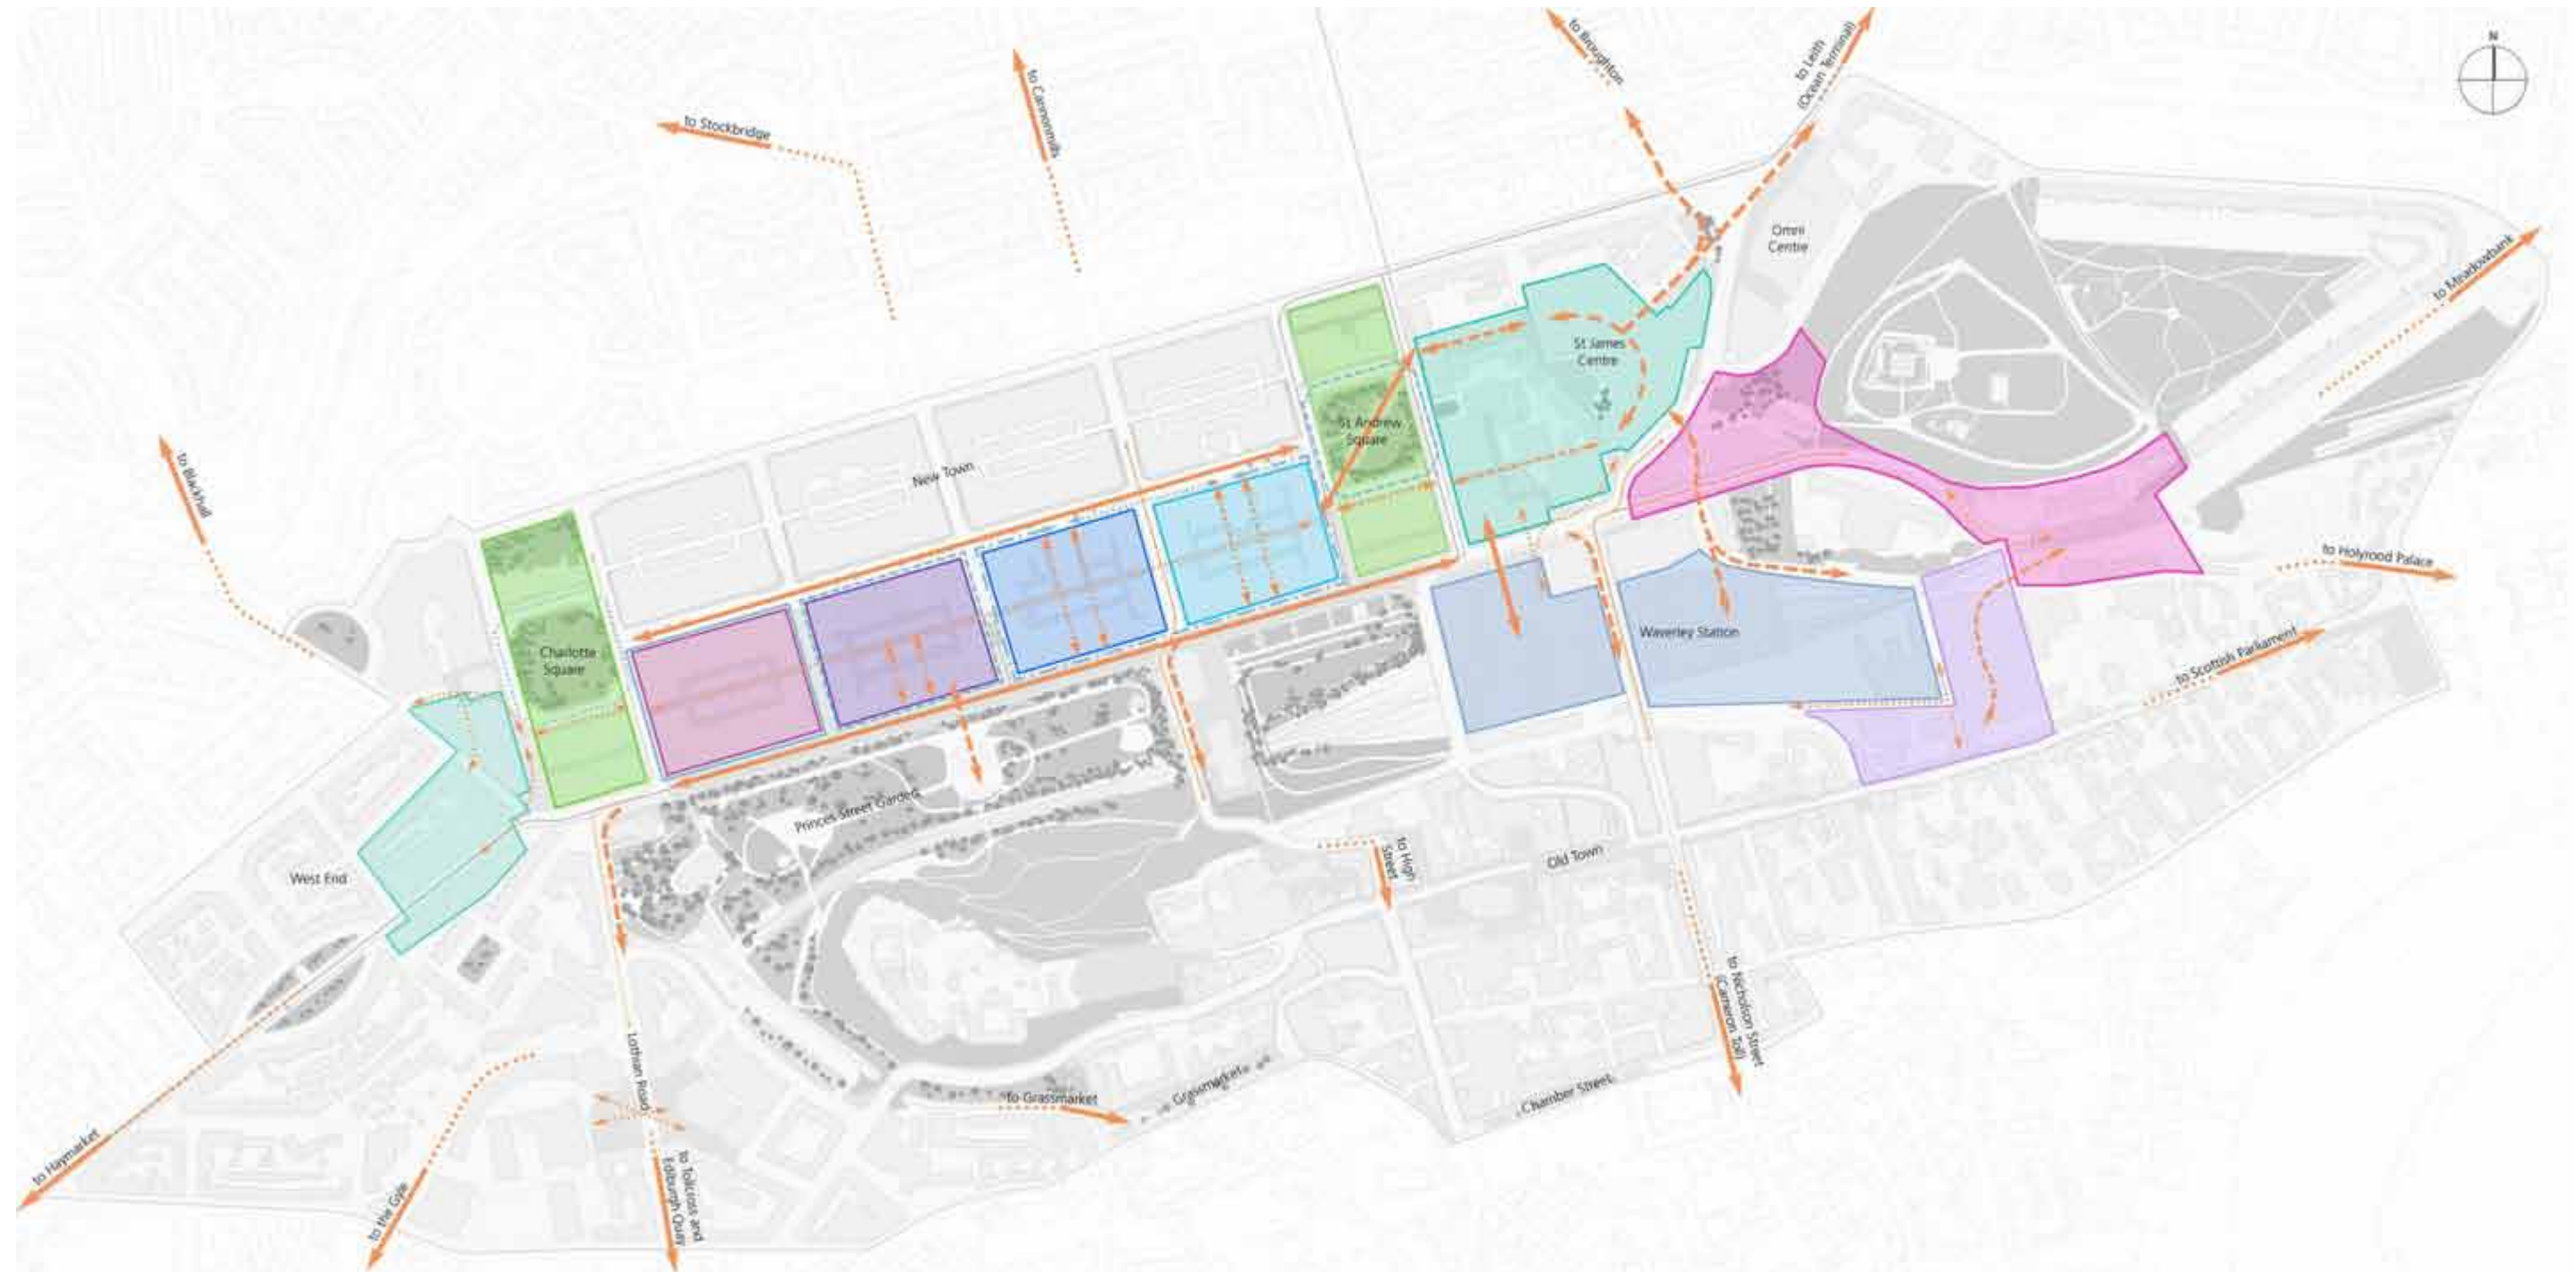 N
to Broughton
to Leith
(Ocean Terminal)
to Cannonmills
to Stockbridge
Omni
Centre
to Meadowbank
St James
Centre
St Andrew
Square
to Blackhall
New Town
to Holyrood Palace
Waverley Station
Charlotte
Square
to Scottish Parliament
Princes Street Gardens
to High
Street
Old Town
West End
to Nicholson Street
(Cameron Toll)
Lothian Road
to Grassmarket
Grassmarket
Chamber Street
to Haymarket
to the Gyle
to Tollcross and
Edinburgh Quay